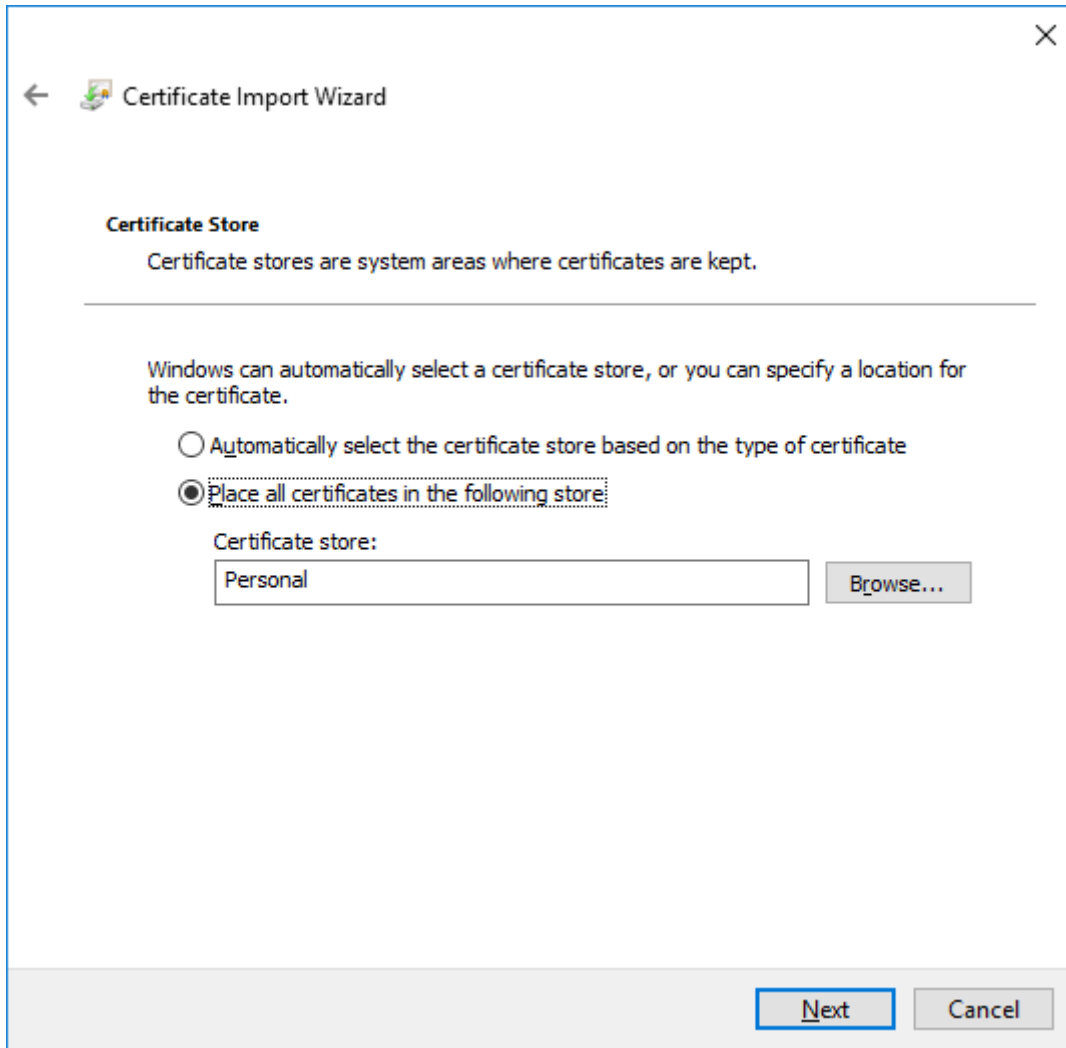 Certificate Import Wizard
Certificate Store
Certificate stores are system areas where certificates are kept.
Windows can automatically select a certificate store, or you can specify a location for
the certificate.
Automatically select the certificate store based on the type of certificate
Place all certificates in the following store
Certificate store:
Personal
Browse...
Next
Cancel